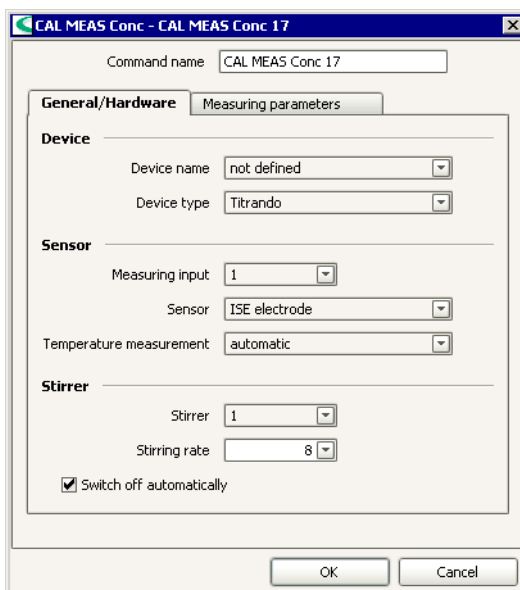 CAL MEAS Conc - CAL MEAS Conc 17
Command name CAL MEAS Conc 17
General/Hardware Measuring parameters
Device
Device name not defined
Device type Titrando
Sensor
Measuring input 1
Sensor ISE electrode
Temperature measurement automatic
Stirrer
Stirrer 1
Stirring rate 8
Switch off automatically
OK Cancel